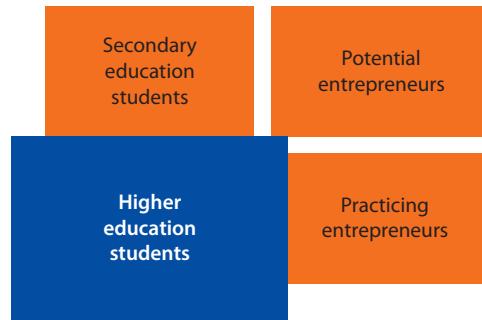 Secondary
education
students
Potential
entrepreneurs
Higher
education
students
Practicing
entrepreneurs